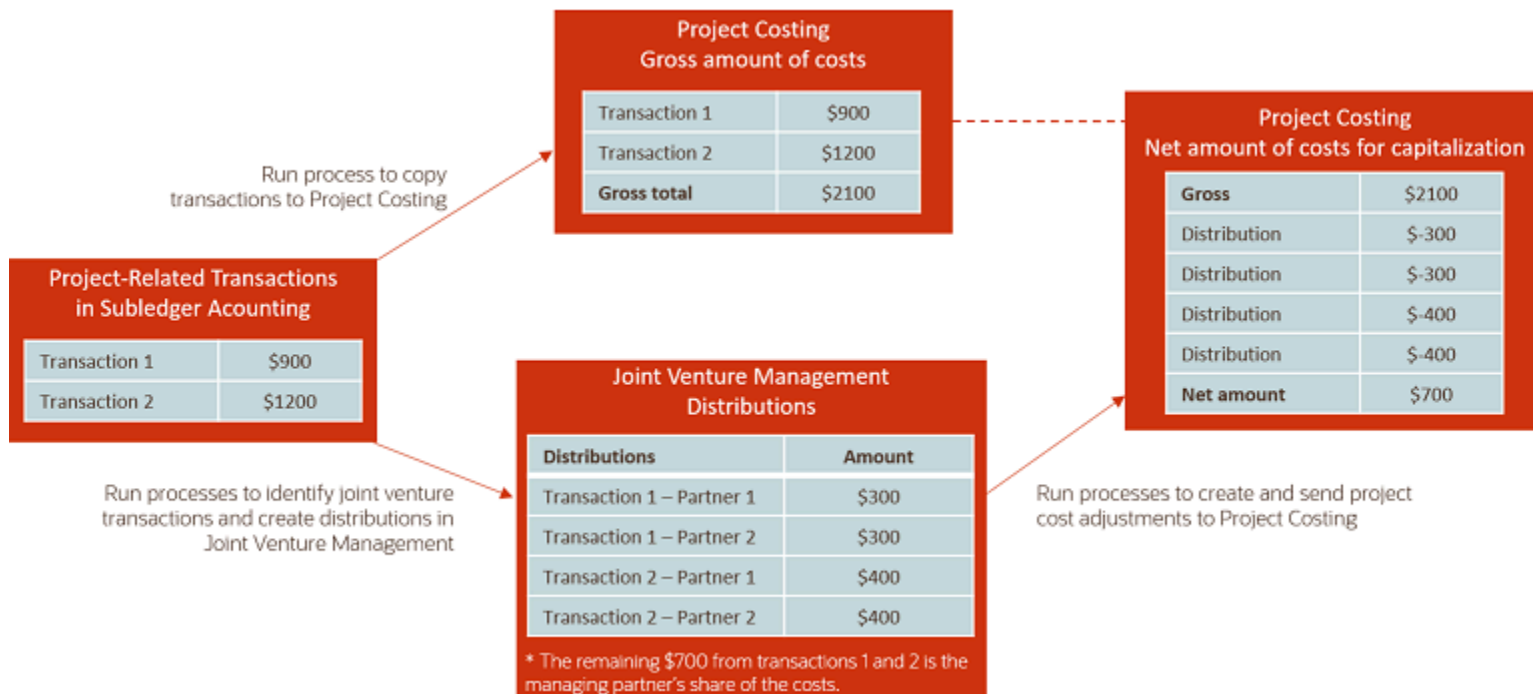 Project Costing
Gross amount of costs
Transaction 1 $900
Transaction 2 $1200
Gross total $2100
Run process to copy
transactions to Project Costing
Project-Related Transactions
in Subledger Acounting
Transaction 1 $900
Transaction 2 $1200
Run processes to identify joint venture
transactions and create distributions in
Joint Venture Management
Joint Venture Management
Distributions
Distributions Amount
Transaction 1 – Partner 1 $300
Transaction 1 – Partner 2 $300
Transaction 2 – Partner 1 $400
Transaction 2 – Partner 2 $400
* The remaining $700 from transactions 1 and 2 is the
managing partner's share of the costs.
Run processes to create and send project
cost adjustments to Project Costing
Project Costing
Net amount of costs for capitalization
Gross $2100
Distribution $-300
Distribution $-300
Distribution $-400
Distribution $-400
Net amount $700